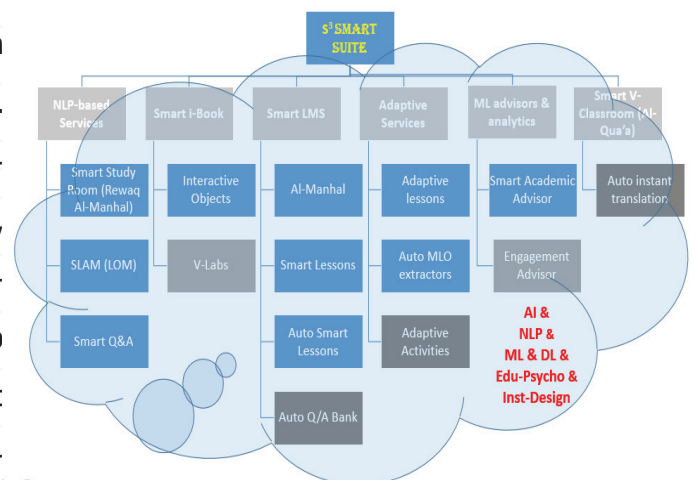 S³ SMART
SUITE
NLP-based
Services
Smart i-Book
Smart LMS
Adaptive
Services
ML advisors &
analytics
Smart V-
Classroom (Al-
Qua'a)
Smart Study
Room (Rewaq
Al-Manhal)
Interactive
Objects
Al-Manhal
Adaptive
lessons
Smart Academic
Advisor
Auto instant
translation
SLAM (LOM)
V-Labs
Smart Lessons
Auto MLO
extractors
Engagement
Advisor
Smart Q&A
Auto Smart
Lessons
Adaptive
Activities
Auto Q/A Bank
AI &
NLP &
ML & DL &
Edu-Psycho &
Inst-Design